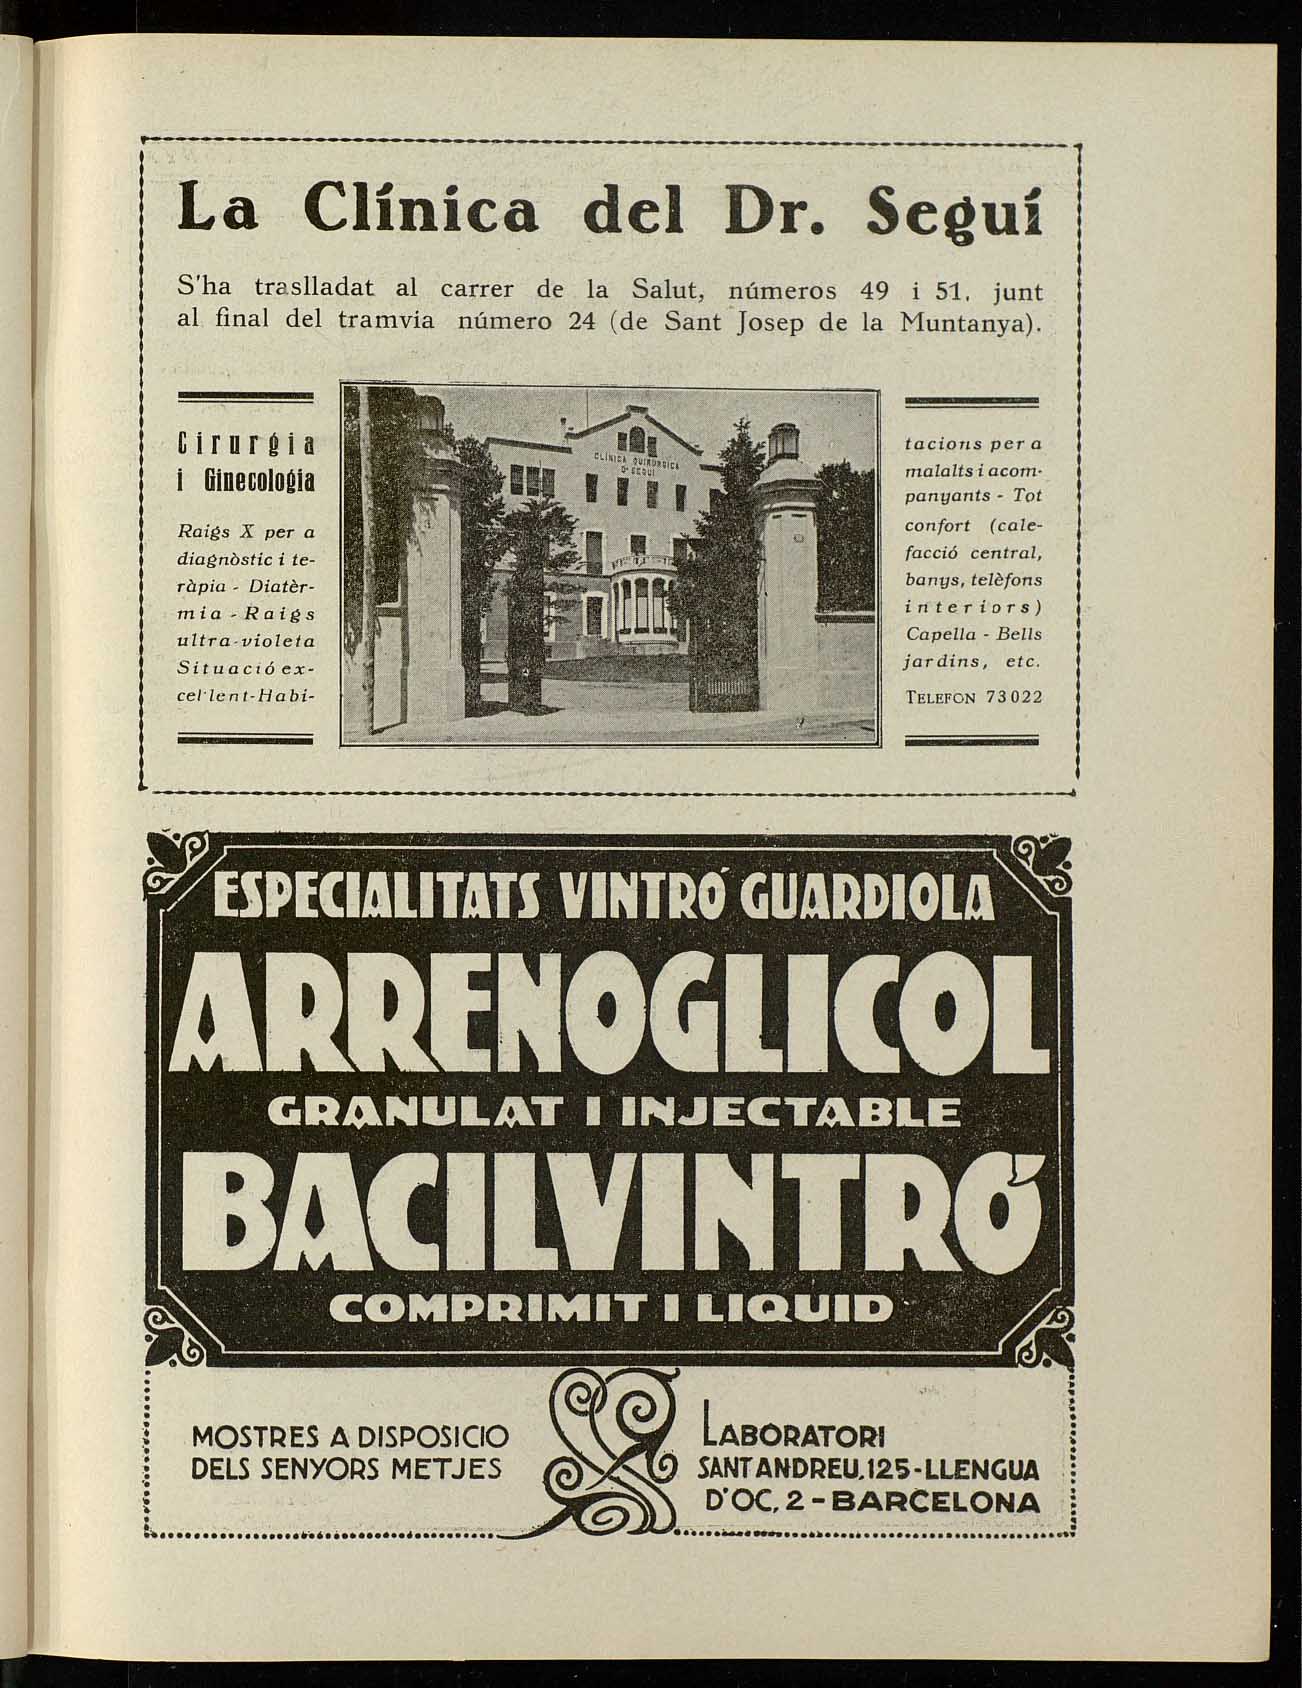 La Clínica del Dr. Seguí
S'ha traslladat al carrer de la Salut, números 49 i 51, junt
al final del tramvia número 24 (de Sant Josep de la Muntanya).
Cirurgia
i Ginecologia
Raigs X per a
diagnòstic i te-
ràpia - Diatèr-
mia - Raigs
ultra-violeta
Situació ex-
cel·lent-Habi-
CLÍNICA QUIRURGICA
Dr SEGUI
tacions per a
malalts i acom-
panyants - Tot
confort (cale-
facció central,
banys, telèfons
interiors)
Capella - Bells
jardins, etc.
TELEFON 73022
ESPECIALITATS VINTRÓ GUARDIOLA
ARRENOGLICOL
GRANULAT I INJECTABLE
BACILVINTRÓ
COMPRIMIT I LIQUID
MOSTRES A DISPOSICIO
DELS SENYORS METJES
LABORATORI
SANT ANDREU, 125-LLENGUA
D'OC, 2 - BARCELONA